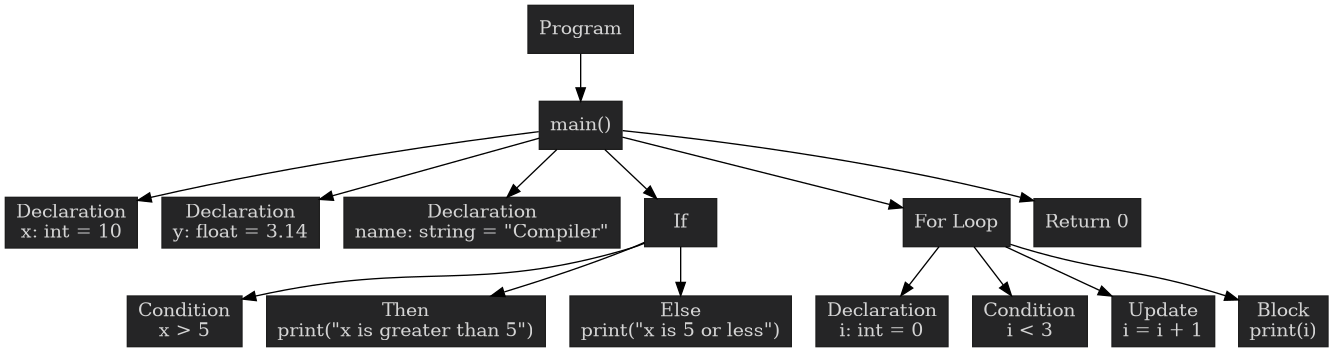 Program
main()
Declaration
x: int = 10
Declaration
y: float = 3.14
Declaration
name: string = "Compiler"
If
For Loop
Return 0
Condition
x > 5
Then
print("x is greater than 5")
Else
print("x is 5 or less")
Declaration
i: int = 0
Condition
i < 3
Update
i = i + 1
Block
print(i)